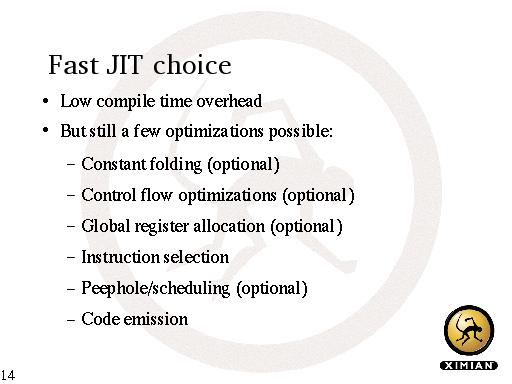 Fast JIT choice
• Low compile time overhead
• But still a few optimizations possible:
– Constant folding (optional)
– Control flow optimizations (optional)
– Global register allocation (optional)
– Instruction selection
– Peephole/scheduling (optional)
– Code emission
XIMIAN
14